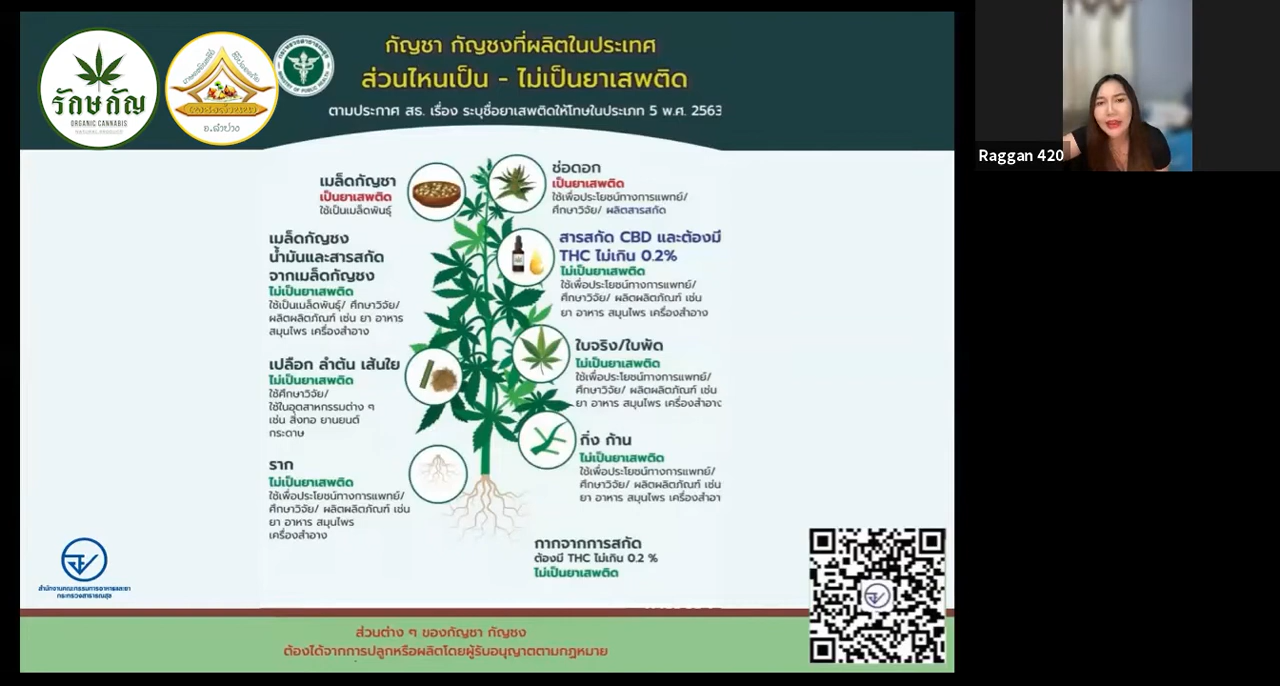 กัญชา กัญชงที่ผลิตในประเทศ
ส่วนไหนเป็น - ไม่เป็นยาเสพติด
ตามประกาศ สธ. เรื่อง ระบุชื่อยาเสพติดให้โทษในประเภท 5 พ.ศ. 2563
รักษกัญ
ORGANIC CANNABIS
NATURAL PRODUCT
อ.ลำปาง
Raggan 420
เมล็ดกัญชา
เป็นยาเสพติด
ใช้เป็นเมล็ดพันธุ์
เมล็ดกัญชง
น้ำมันและสารสกัด
จากเมล็ดกัญชง
ไม่เป็นยาเสพติด
ใช้เป็นเมล็ดพันธุ์/ ศึกษาวิจัย/
ผลิตผลิตภัณฑ์ เช่น ยา อาหาร
สมุนไพร เครื่องสำอาง
เปลือก ลำต้น เส้นใย
ไม่เป็นยาเสพติด
ใช้ศึกษาวิจัย/
ใช้ในอุตสาหกรรมต่าง ๆ
เช่น สิ่งทอ ยานยนต์
กระดาษ
ราก
ไม่เป็นยาเสพติด
ใช้เพื่อประโยชน์ทางการแพทย์/
ศึกษาวิจัย/ ผลิตผลิตภัณฑ์ เช่น
ยา อาหาร สมุนไพร
เครื่องสำอาง
ช่อดอก
เป็นยาเสพติด
ใช้เพื่อประโยชน์ทางการแพทย์/
ศึกษาวิจัย/ ผลิตสารสกัด
สารสกัด CBD และต้องมี
THC ไม่เกิน 0.2%
ไม่เป็นยาเสพติด
ใช้เพื่อประโยชน์ทางการแพทย์/
ศึกษาวิจัย/ ผลิตผลิตภัณฑ์ เช่น
ยา อาหาร สมุนไพร เครื่องสำอาง
ใบจริง/ใบพัด
ไม่เป็นยาเสพติด
ใช้เพื่อประโยชน์ทางการแพทย์/
ศึกษาวิจัย/ ผลิตผลิตภัณฑ์ เช่น
ยา อาหาร สมุนไพร เครื่องสำอาง
กิ่ง ก้าน
ไม่เป็นยาเสพติด
ใช้เพื่อประโยชน์ทางการแพทย์/
ศึกษาวิจัย/ ผลิตผลิตภัณฑ์ เช่น
ยา อาหาร สมุนไพร เครื่องสำอา
กากจากการสกัด
ต้องมี THC ไม่เกิน 0.2 %
ไม่เป็นยาเสพติด
สำนักงานคณะกรรมการอาหารและยา
กระทรวงสาธารณสุข
ส่วนต่าง ๆ ของกัญชา กัญชง
ต้องได้จากการปลูกหรือผลิตโดยผู้รับอนุญาตตามกฎหมาย